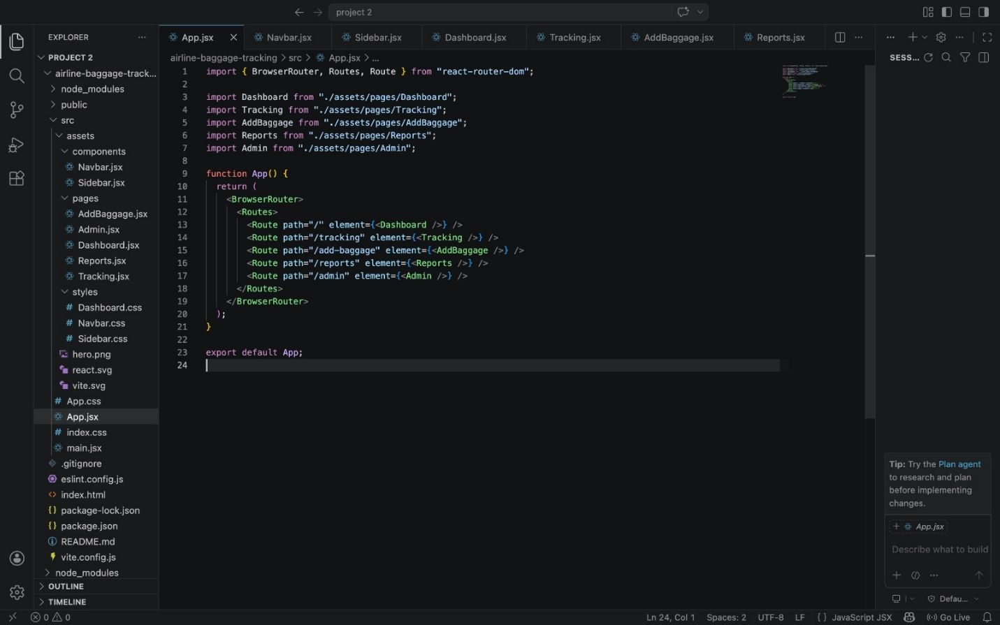 project 2
EXPLORER
PROJECT 2
airline-baggage-track...
node_modules
public
src
assets
components
Navbar.jsx
Sidebar.jsx
pages
AddBaggage.jsx
Admin.jsx
Dashboard.jsx
Reports.jsx
Tracking.jsx
styles
Dashboard.css
Navbar.css
Sidebar.css
hero.png
react.svg
vite.svg
App.css
App.jsx
index.css
main.jsx
.gitignore
eslint.config.js
index.html
package-lock.json
package.json
README.md
vite.config.js
node_modules
OUTLINE
TIMELINE
App.jsx Navbar.jsx Sidebar.jsx Dashboard.jsx Tracking.jsx AddBaggage.jsx Reports.jsx
airline-baggage-tracking > src > App.jsx > ...
1 import { BrowserRouter, Routes, Route } from "react-router-dom";
2
3 import Dashboard from "./assets/pages/Dashboard";
4 import Tracking from "./assets/pages/Tracking";
5 import AddBaggage from "./assets/pages/AddBaggage";
6 import Reports from "./assets/pages/Reports";
7 import Admin from "./assets/pages/Admin";
8
9 function App() {
10 return (
11 <BrowserRouter>
12 <Routes>
13 <Route path="/" element={<Dashboard />} />
14 <Route path="/tracking" element={<Tracking />} />
15 <Route path="/add-baggage" element={<AddBaggage />} />
16 <Route path="/reports" element={<Reports />} />
17 <Route path="/admin" element={<Admin />} />
18 </Routes>
19 </BrowserRouter>
20 );
21 }
22
23 export default App;
24
SESS...
Tip: Try the Plan agent
to research and plan
before implementing
changes.
App.jsx
Describe what to build
Defau...
0 0
Ln 24, Col 1 Spaces: 2 UTF-8 LF {} JavaScript JSX Go Live